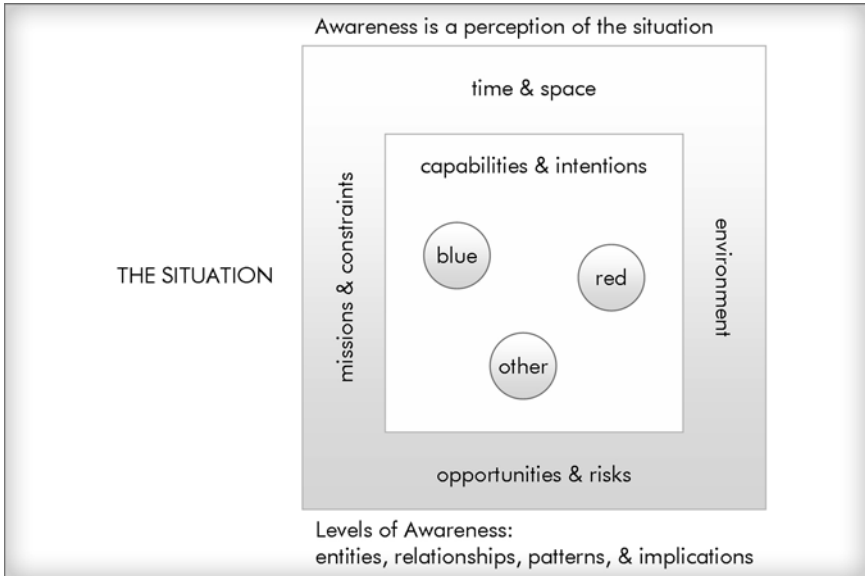 Awareness is a perception of the situation
time & space
capabilities & intentions
missions & constraints
environment
blue
red
THE SITUATION
other
opportunities & risks
Levels of Awareness:
entities, relationships, patterns, & implications